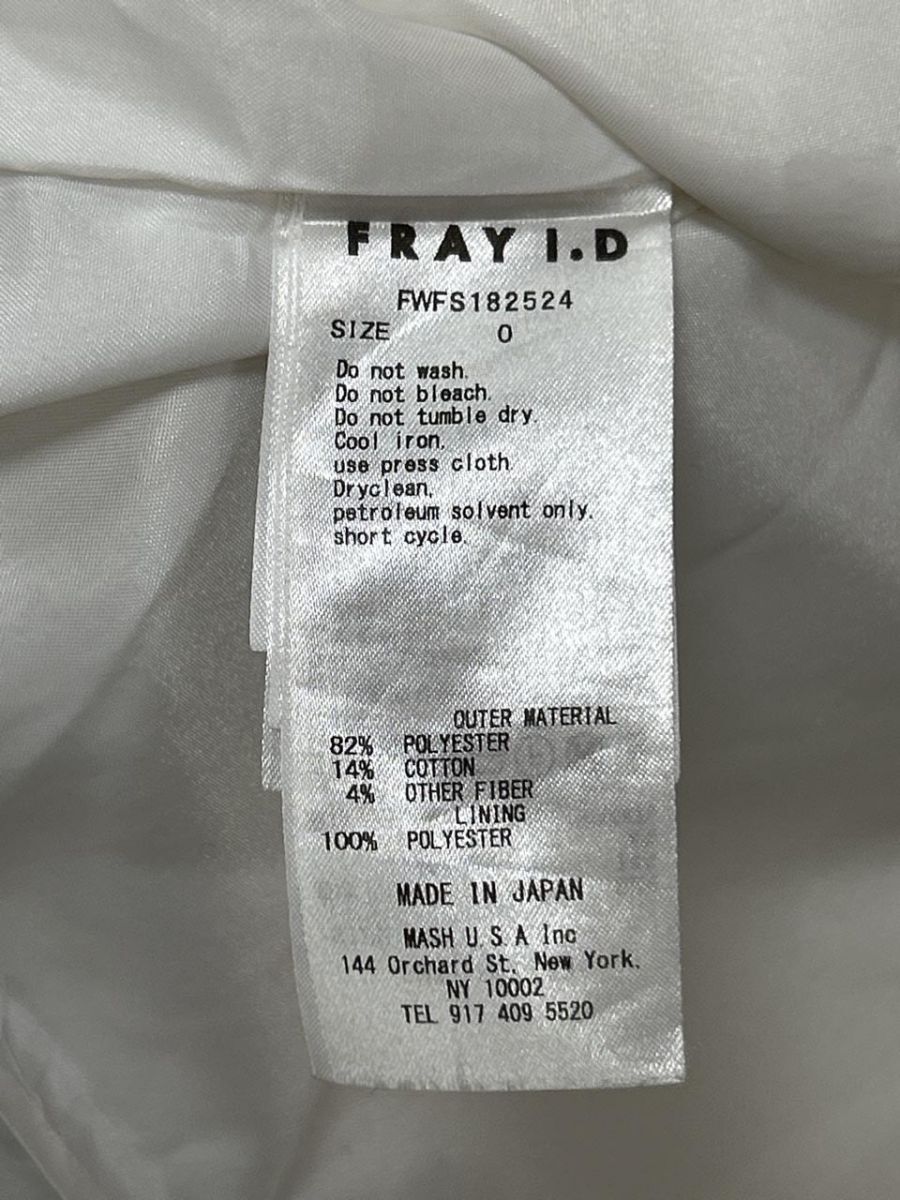 FRAY I.D
FWFS182524
SIZE 0
Do not wash.
Do not bleach.
Do not tumble dry.
Cool iron.
use press cloth
Dryclean,
petroleum solvent only.
short cycle.
OUTER MATERIAL
82% POLYESTER
14% COTTON
4% OTHER FIBER
LINING
100% POLYESTER
MADE IN JAPAN
MASH U.S.A Inc
144 Orchard St. New York.
NY 10002
TEL 917 409 5520